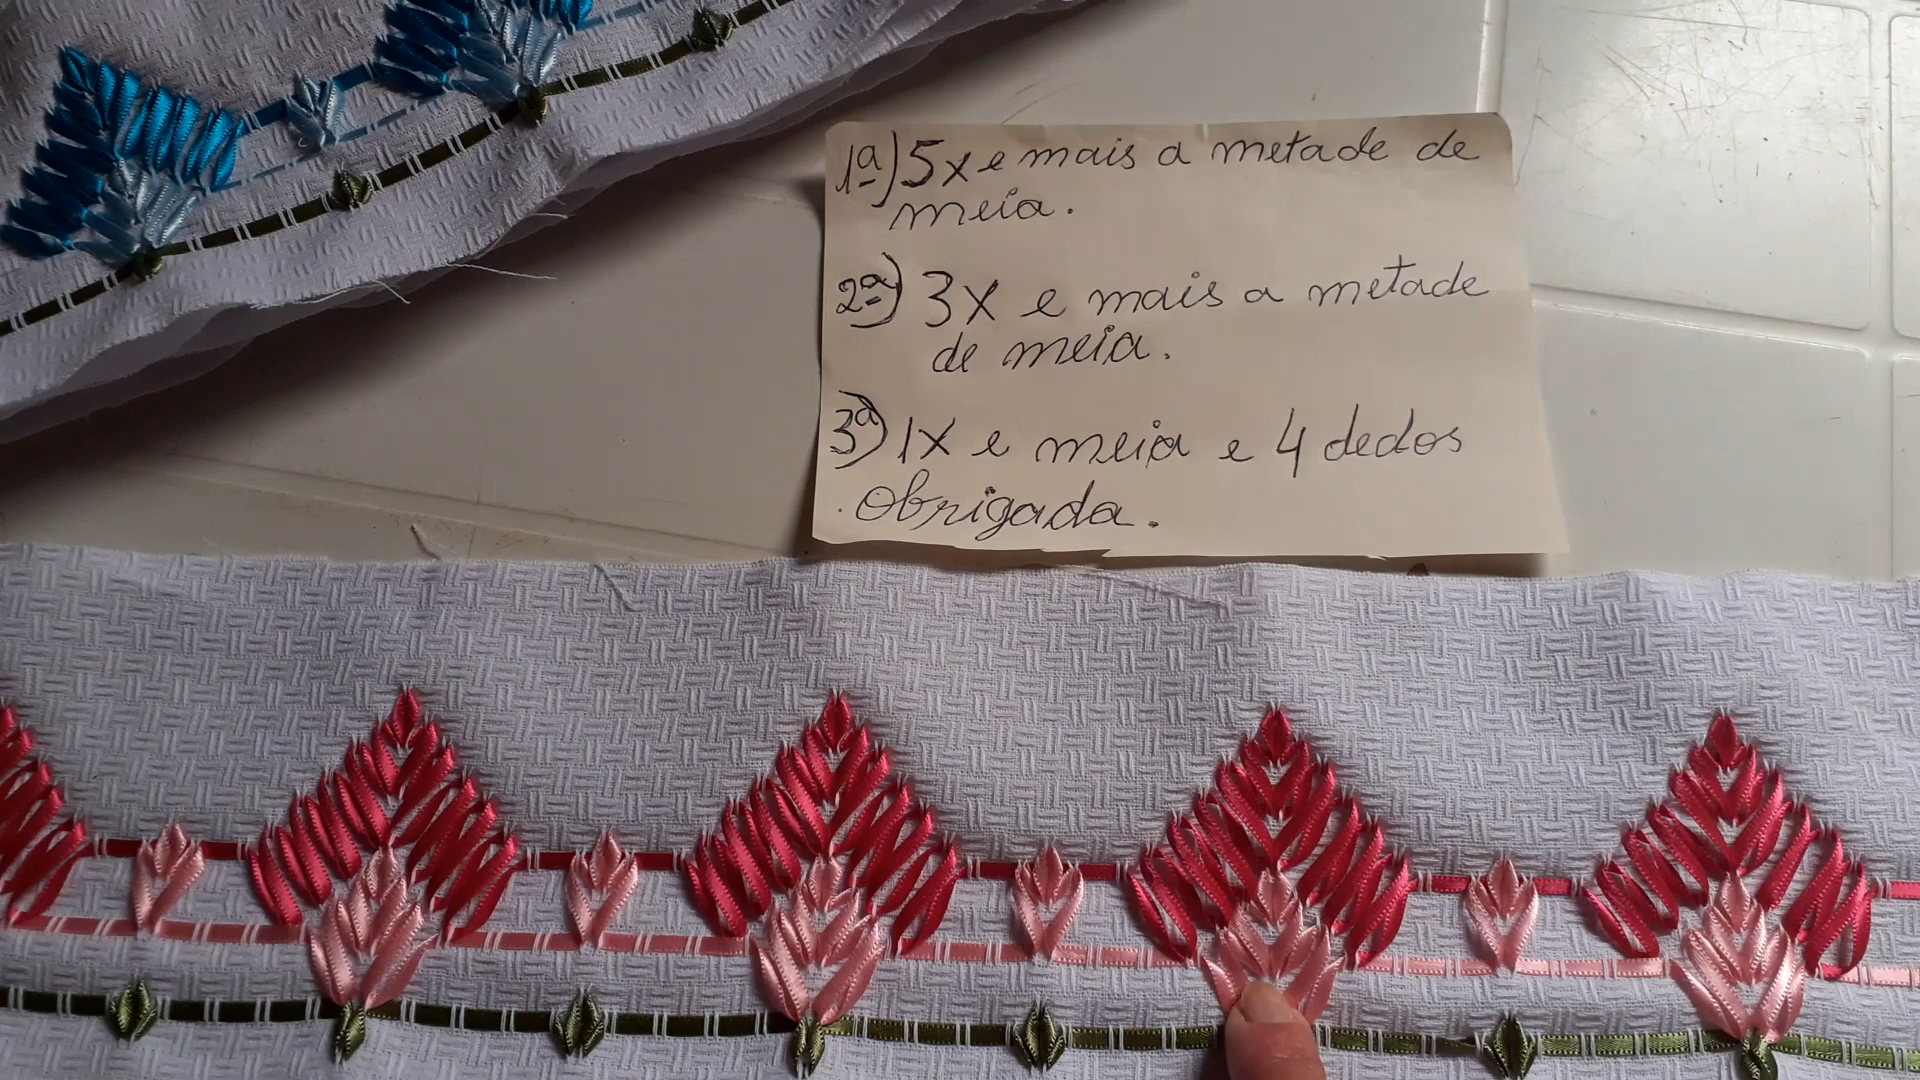 1ª) 5x e mais a metade de
meia.
2ª) 3x e mais a metade
de meia.
3ª) 1x e meia e 4 dedos
. Obrigada.